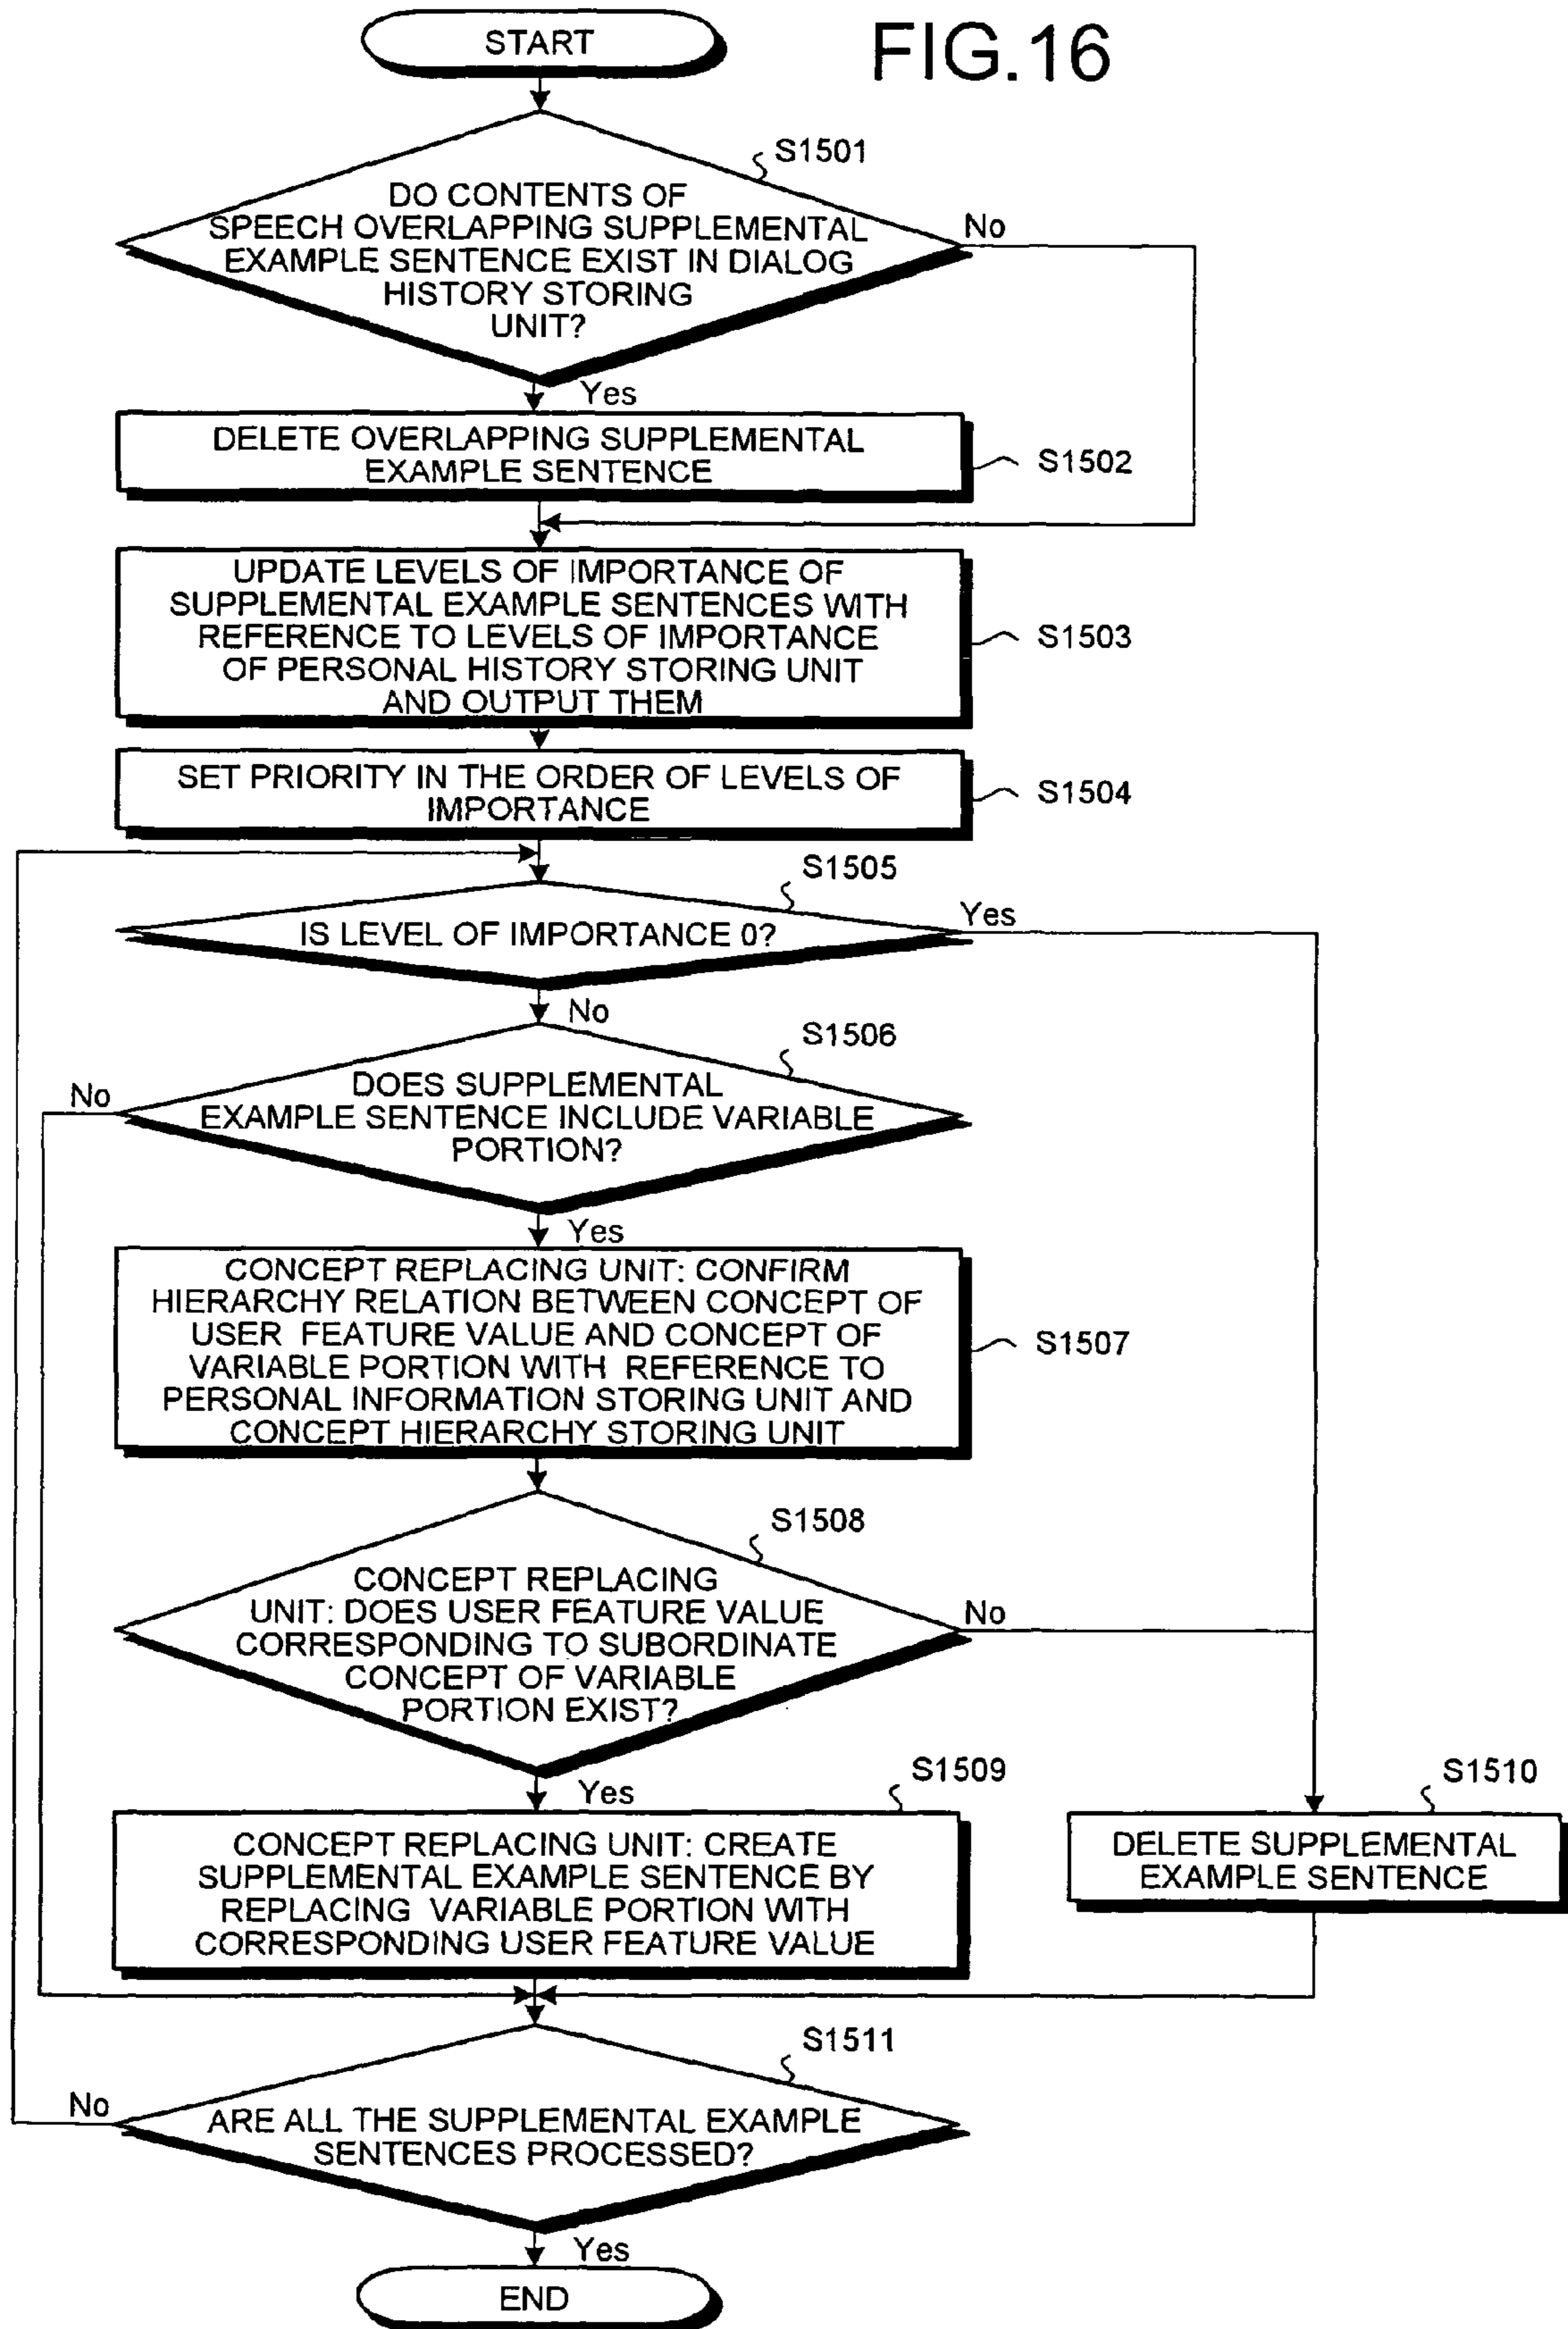 START
FIG.16
S1501
DO CONTENTS OF
SPEECH OVERLAPPING SUPPLEMENTAL
EXAMPLE SENTENCE EXIST IN DIALOG
HISTORY STORING
UNIT?
No
Yes
DELETE OVERLAPPING SUPPLEMENTAL
EXAMPLE SENTENCE
S1502
UPDATE LEVELS OF IMPORTANCE OF
SUPPLEMENTAL EXAMPLE SENTENCES WITH
REFERENCE TO LEVELS OF IMPORTANCE
OF PERSONAL HISTORY STORING UNIT
AND OUTPUT THEM
S1503
SET PRIORITY IN THE ORDER OF LEVELS OF
IMPORTANCE
S1504
S1505
IS LEVEL OF IMPORTANCE 0?
Yes
No
S1506
DOES SUPPLEMENTAL
EXAMPLE SENTENCE INCLUDE VARIABLE
PORTION?
No
Yes
CONCEPT REPLACING UNIT: CONFIRM
HIERARCHY RELATION BETWEEN CONCEPT OF
USER FEATURE VALUE AND CONCEPT OF
VARIABLE PORTION WITH REFERENCE TO
PERSONAL INFORMATION STORING UNIT AND
CONCEPT HIERARCHY STORING UNIT
S1507
S1508
CONCEPT REPLACING
UNIT: DOES USER FEATURE VALUE
CORRESPONDING TO SUBORDINATE
CONCEPT OF VARIABLE
PORTION EXIST?
No
Yes
S1509
CONCEPT REPLACING UNIT: CREATE
SUPPLEMENTAL EXAMPLE SENTENCE BY
REPLACING VARIABLE PORTION WITH
CORRESPONDING USER FEATURE VALUE
S1510
DELETE SUPPLEMENTAL
EXAMPLE SENTENCE
S1511
ARE ALL THE SUPPLEMENTAL EXAMPLE
SENTENCES PROCESSED?
No
Yes
END